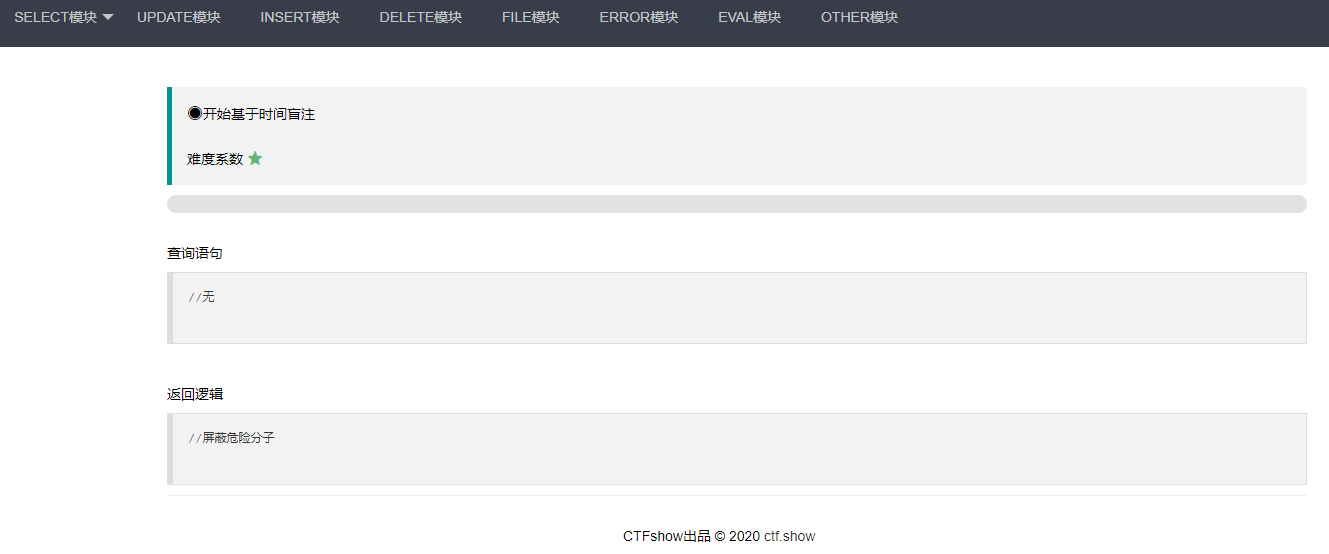 SELECT模块 UPDATE模块 INSERT模块 DELETE模块 FILE模块 ERROR模块 EVAL模块 OTHER模块
◉开始基于时间盲注
难度系数 ★
查询语句
//无
返回逻辑
//屏蔽危险分子
CTFshow出品 © 2020 ctf.show